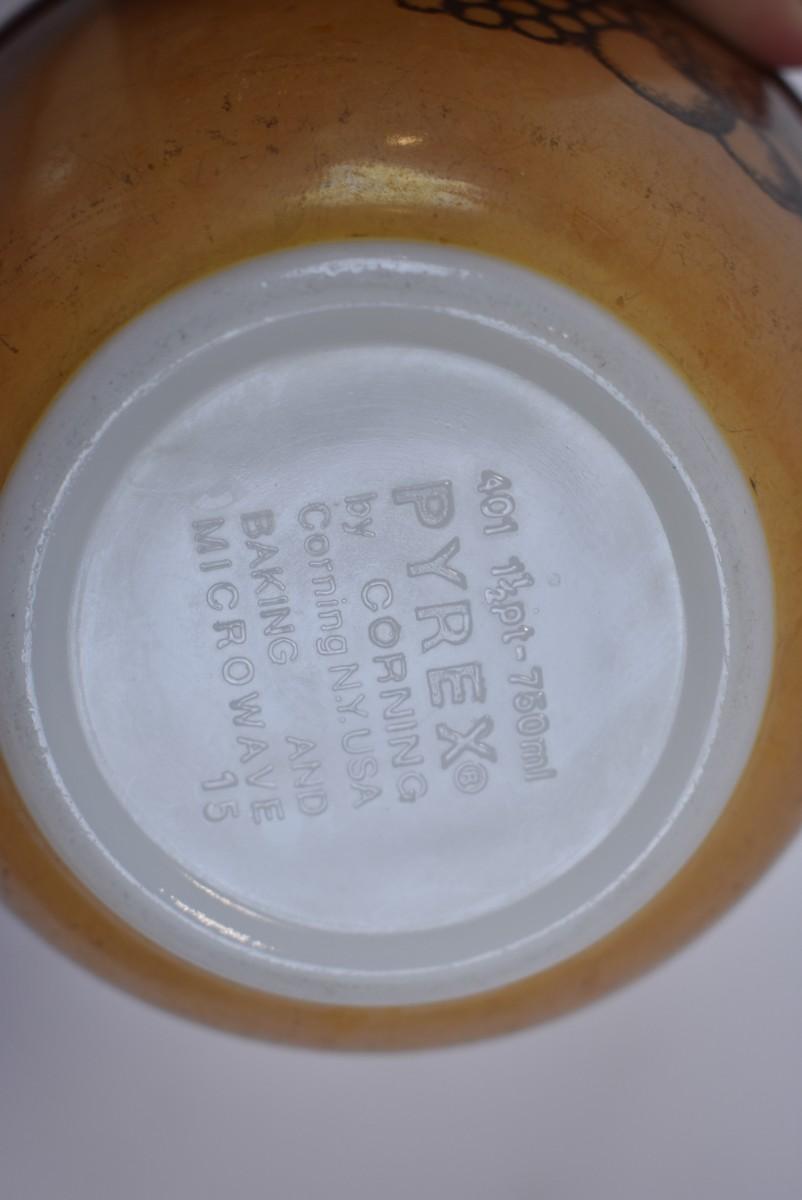 401 1½pt-750ml
PYREX®
by CORNING
Corning N.Y. USA
BAKING AND
MICROWAVE
15